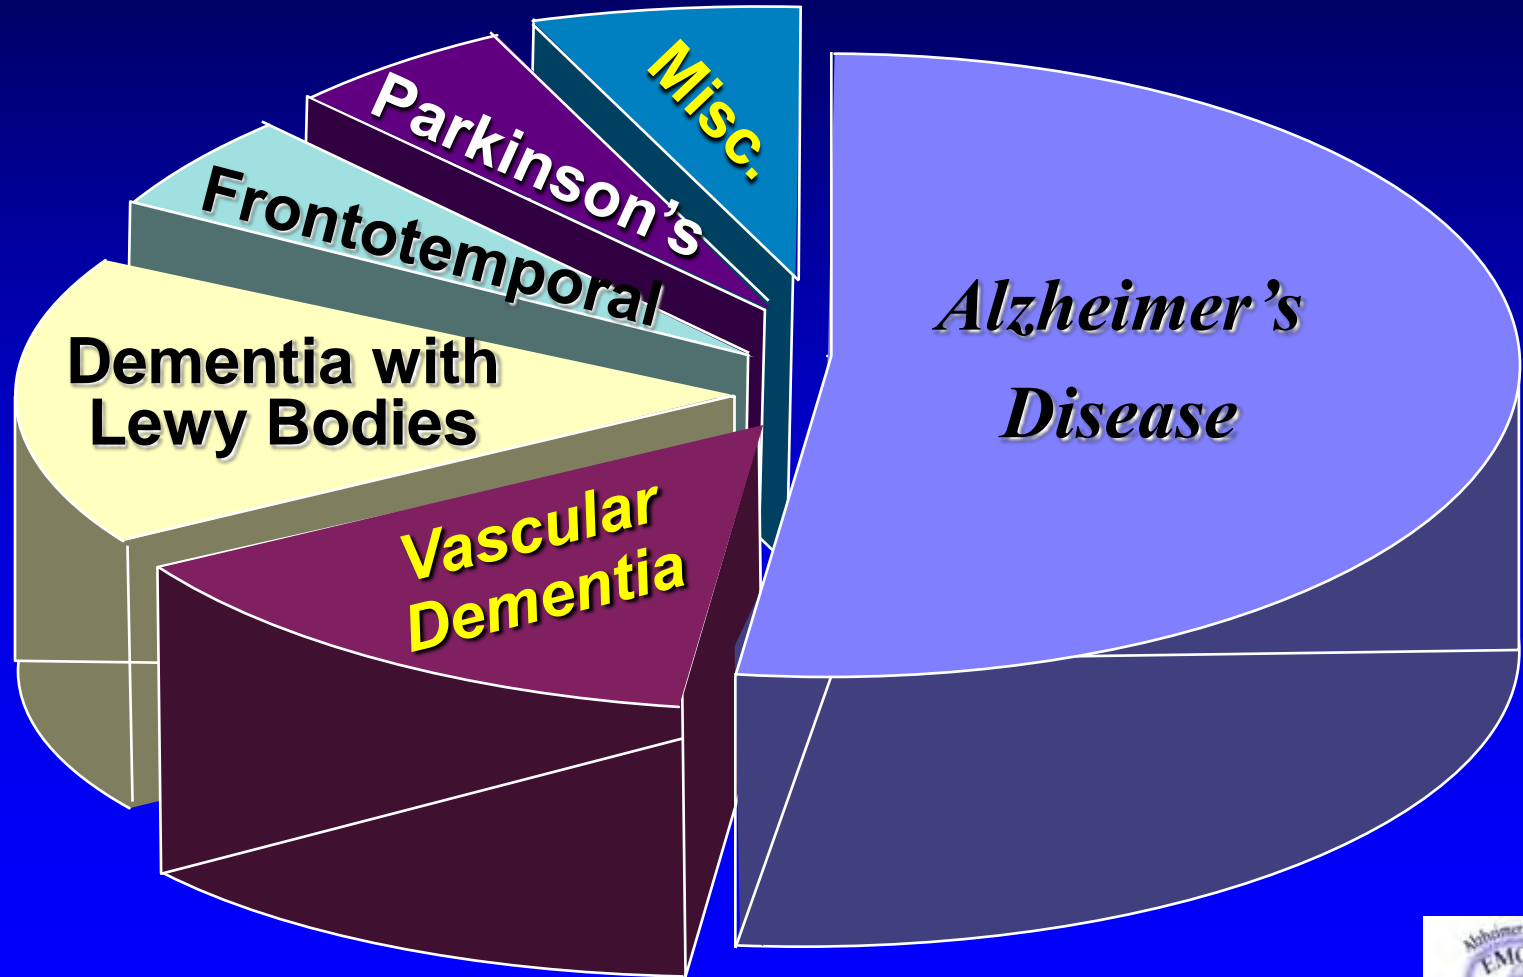 Misc.
Parkinson’s
Frontotemporal
Dementia with
Lewy Bodies
Vascular
Dementia
Alzheimer’s
Disease